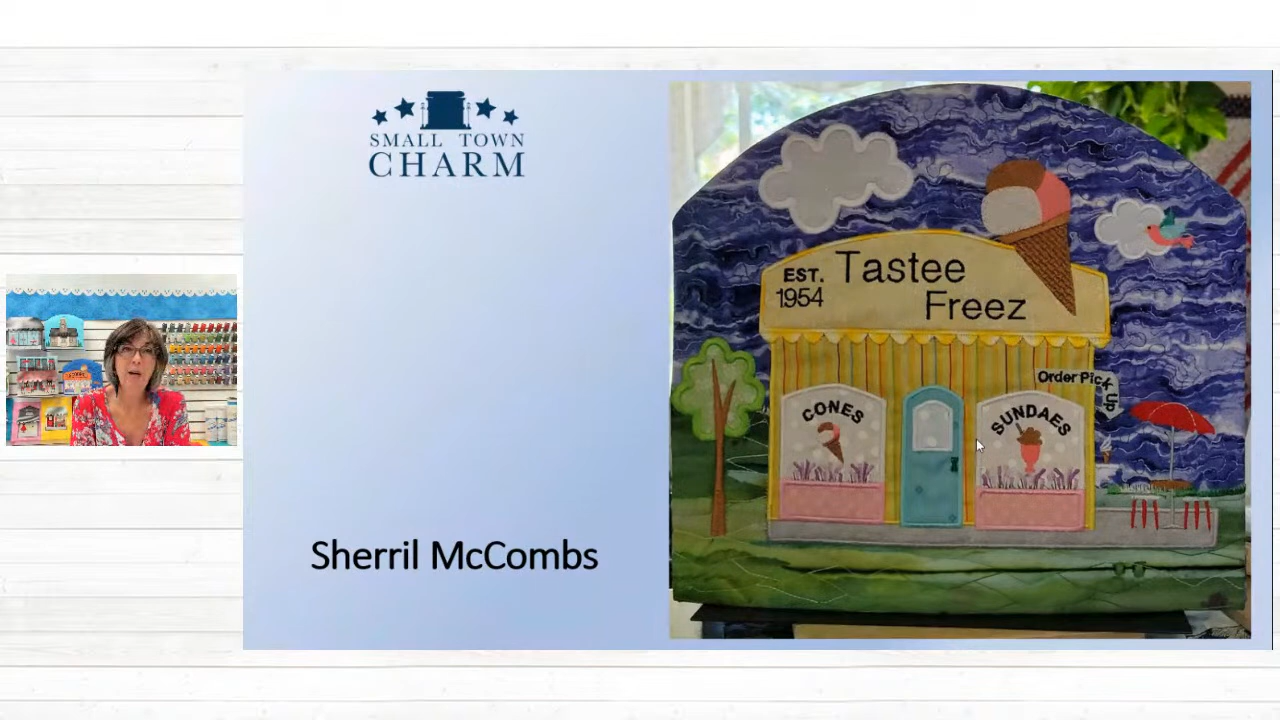 SMALL TOWN
CHARM
Sherril McCombs
EST.
1954
Tastee
Freez
Order Pick Up
CONES
SUNDAES